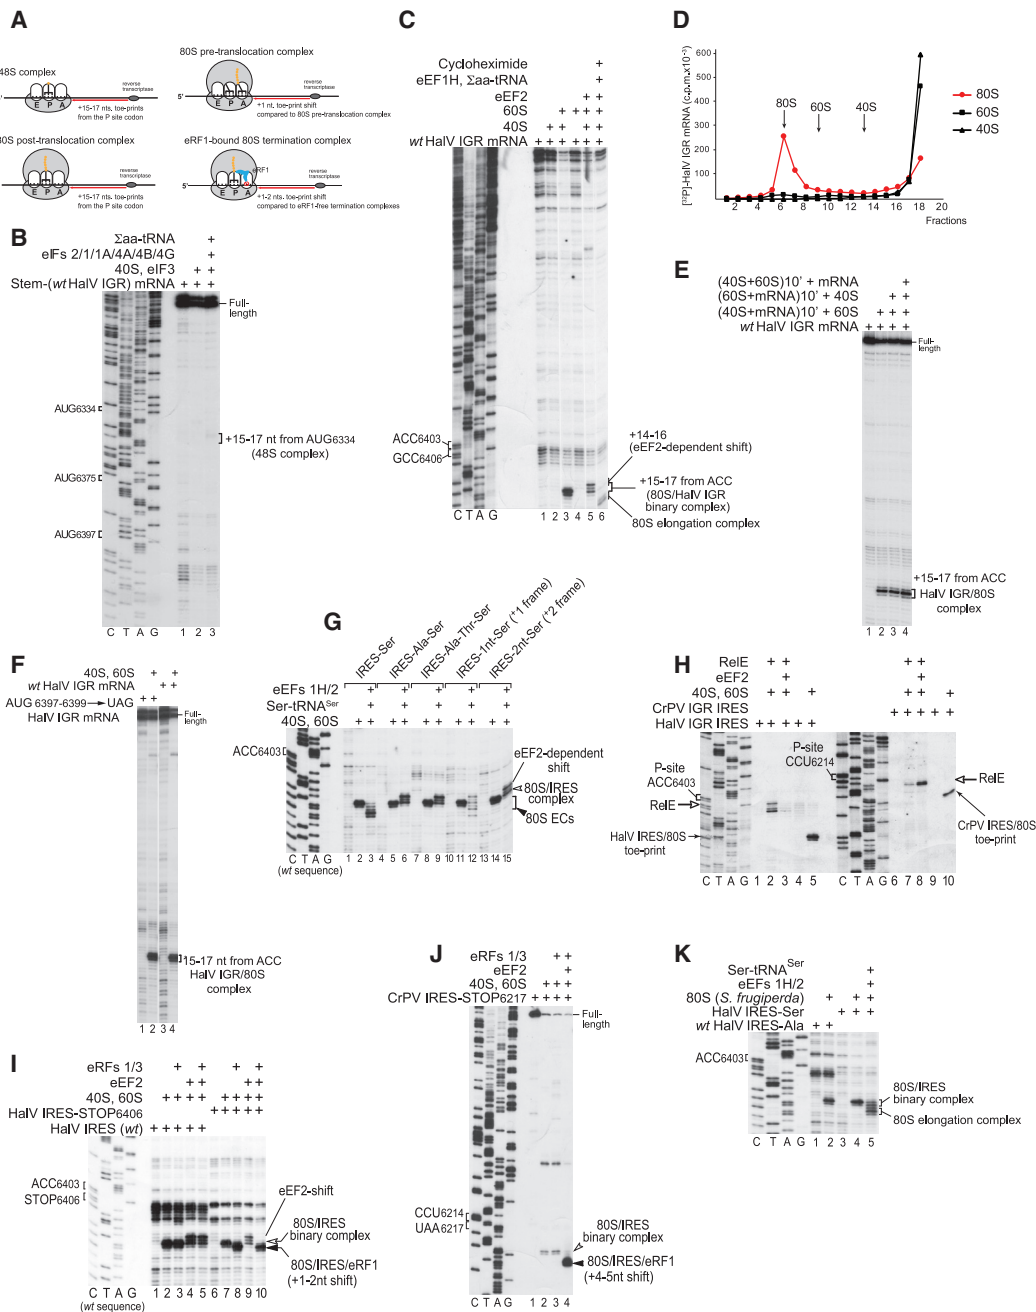 A
48S complex
E P A
reverse transcriptase
+15-17 nts. toe-prints from the P site codon
80S pre-translocation complex
5'
E P A
reverse transcriptase
+1 nt. toe-print shift compared to 80S pre-translocation complex
80S post-translocation complex
E P A
reverse transcriptase
+15-17 nts. toe-prints from the P site codon
eRF1-bound 80S termination complex
eRF1
5'
E P A
reverse transcriptase
+1-2 nts. toe-print shift compared to eRF1-free termination complexes
B
Σaa-tRNA +
eIFs 2/1/1A/4A/4B/4G +
40S, eIF3 + +
Stem-(wt HalV IGR) mRNA + + +
Full-length
AUG6334
+15-17 nt from AUG6334 (48S complex)
AUG6375
AUG6397
C T A G 1 2 3
C
Cycloheximide +
eEF1H, Σaa-tRNA +
eEF2 + +
60S + + + +
40S + + + +
wt HalV IGR mRNA + + + + + +
ACC6403
GCC6406
+14-16 (eEF2-dependent shift)
+15-17 from ACC (80S/HalV IGR binary complex)
80S elongation complex
C T A G 1 2 3 4 5 6
D
[32P]-HalV IGR mRNA (c.p.m.x10-3)
600
500
400
300
200
100
80S 60S 40S
80S
60S
40S
2 4 6 8 10 12 14 16 18 20
Fractions
E
(40S+60S)10' + mRNA +
(60S+mRNA)10' + 40S + +
(40S+mRNA)10' + 60S + + +
wt HalV IGR mRNA + + + +
Full-length
+15-17 from ACC HalV IGR/80S complex
1 2 3 4
F
40S, 60S + +
wt HalV IGR mRNA + +
AUG 6397-6399→UAG HalV IGR mRNA + +
Full-length
15-17 nt from ACC HalV IGR/80S complex
1 2 3 4
G
IRES-Ser
IRES-Ala-Ser
IRES-Ala-Thr-Ser
IRES-1nt-Ser (+1 frame)
IRES-2nt-Ser (+2 frame)
eEFs 1H/2 + + + + +
Ser-tRNASer + + + + +
40S, 60S + + + + + + + + + +
ACC6403
eEF2-dependent shift
80S/IRES complex
80S ECs
C T A G 1 2 3 4 5 6 7 8 9 10 11 12 13 14 15
(wt sequence)
H
RelE + + + +
eEF2 + +
40S, 60S + + + + + +
CrPV IGR IRES + + + + +
HalV IGR IRES + + + + +
P-site ACC6403
RelE
HalV IRES/80S toe-print
P-site CCU6214
RelE
CrPV IRES/80S toe-print
C T A G 1 2 3 4 5 C T A G 6 7 8 9 10
I
eRFs 1/3 + + + +
eEF2 + + + +
40S, 60S + + + + + + + +
HalV IRES-STOP6406 + + + + +
HalV IRES (wt) + + + + +
ACC6403
STOP6406
eEF2-shift
80S/IRES binary complex
80S/IRES/eRF1 (+1-2nt shift)
C T A G 1 2 3 4 5 6 7 8 9 10
(wt sequence)
J
eRFs 1/3 + +
eEF2 +
40S, 60S + + +
CrPV IRES-STOP6217 + + + +
Full-length
CCU6214
UAA6217
80S/IRES binary complex
80S/IRES/eRF1 (+4-5nt shift)
C T A G 1 2 3 4
K
Ser-tRNASer +
eEFs 1H/2 +
80S (S. frugiperda) + + +
HalV IRES-Ser + + +
wt HalV IRES-Ala + +
ACC6403
80S/IRES binary complex
80S elongation complex
C T A G 1 2 3 4 5